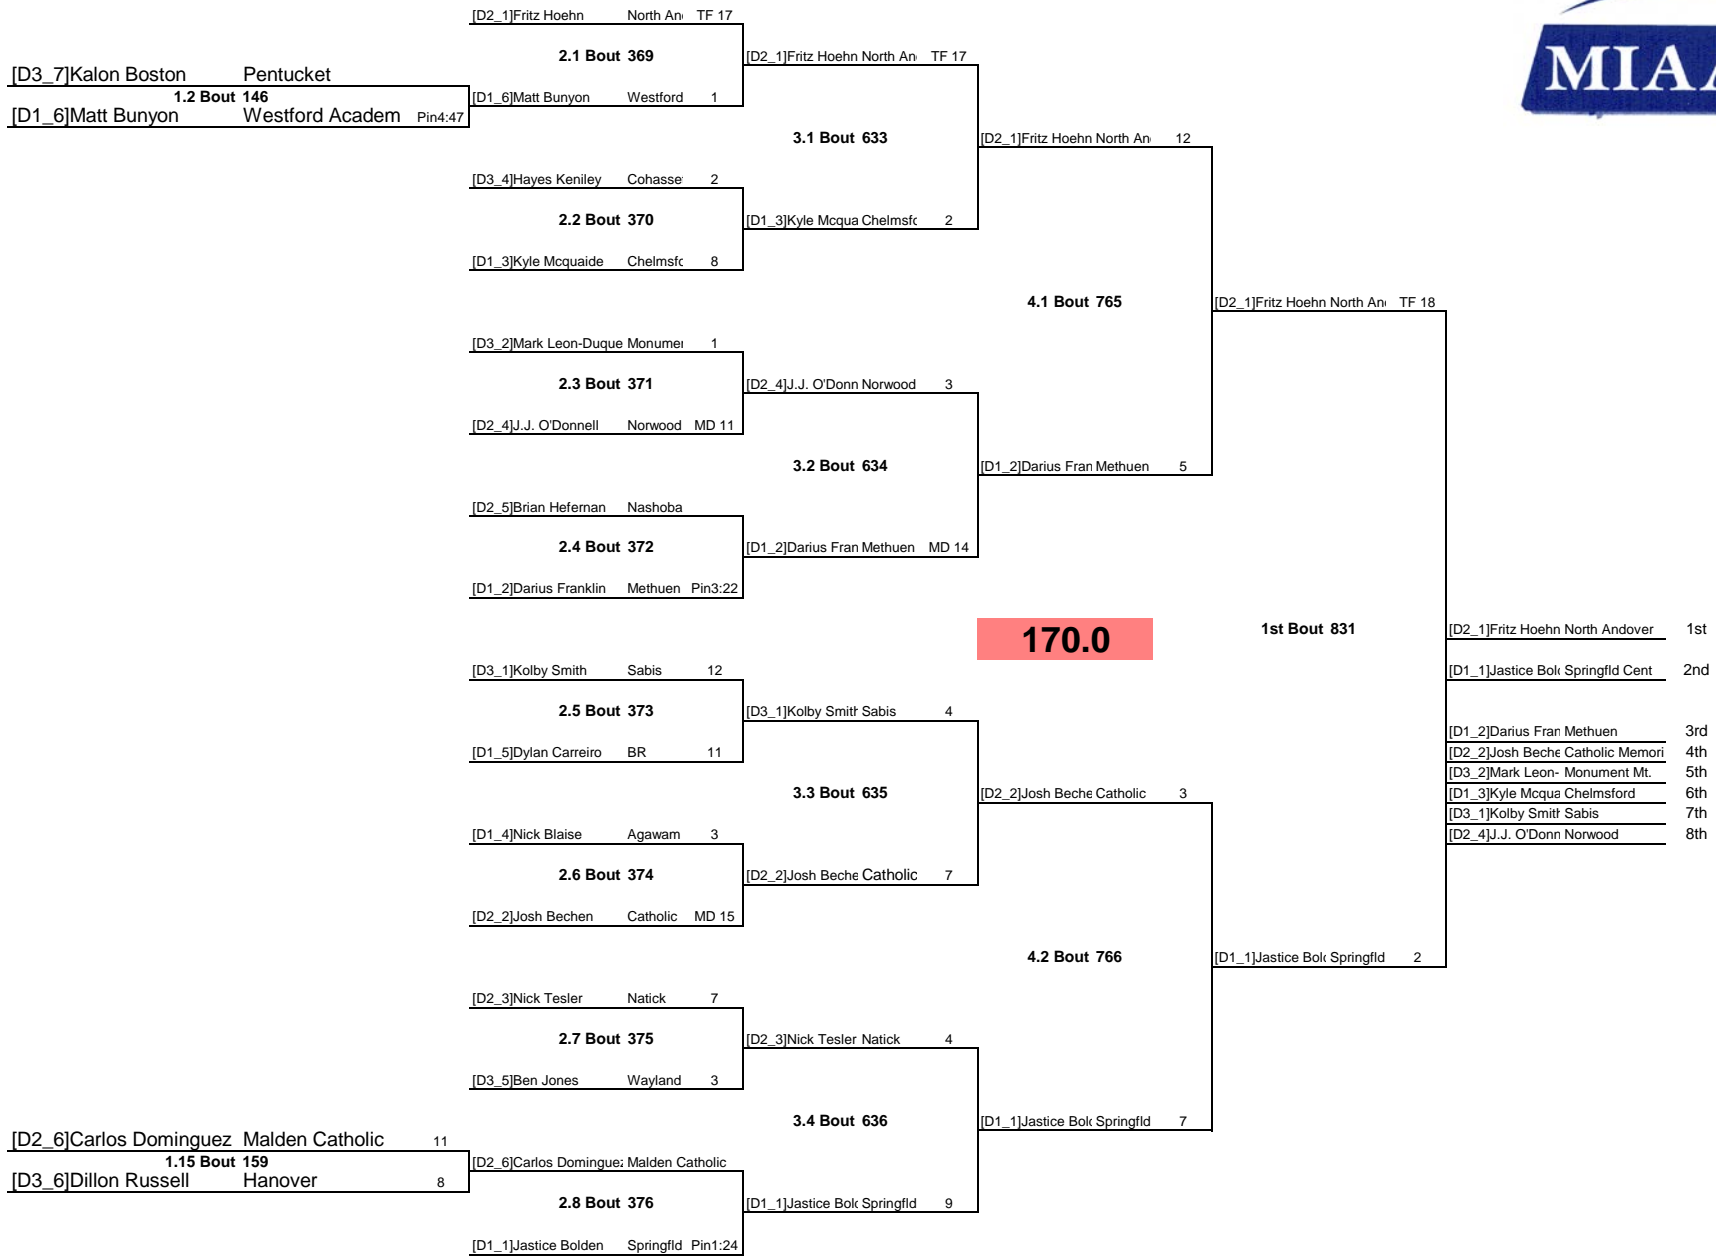 [D2_1]Fritz Hoehn North An TF 17
2.1 Bout 369
[D2_1]Fritz Hoehn North An TF 17
[D3_7]Kalon Boston Pentucket
1.2 Bout 146
[D1_6]Matt Bunyon Westford 1
[D1_6]Matt Bunyon Westford Academ Pin4:47
MIAA
3.1 Bout 633
[D2_1]Fritz Hoehn North An 12
[D3_4]Hayes Keniley Cohasset 2
2.2 Bout 370
[D1_3]Kyle Mcqua Chelmsfo 2
[D1_3]Kyle Mcquaide Chelmsfo 8
4.1 Bout 765
[D2_1]Fritz Hoehn North An TF 18
[D3_2]Mark Leon-Duque Monumen 1
2.3 Bout 371
[D2_4]J.J. O'Donn Norwood 3
[D2_4]J.J. O'Donnell Norwood MD 11
3.2 Bout 634
[D1_2]Darius Fran Methuen 5
[D2_5]Brian Hefernan Nashoba
2.4 Bout 372
[D1_2]Darius Fran Methuen MD 14
[D1_2]Darius Franklin Methuen Pin3:22
170.0
1st Bout 831
[D2_1]Fritz Hoehn North Andover 1st
[D3_1]Kolby Smith Sabis 12
[D1_1]Jastice Bold Springfld Cent 2nd
2.5 Bout 373
[D3_1]Kolby Smith Sabis 4
[D1_2]Darius Fran Methuen 3rd
[D1_5]Dylan Carreiro BR 11
[D2_2]Josh Beche Catholic Memori 4th
[D3_2]Mark Leon- Monument Mt. 5th
3.3 Bout 635
[D2_2]Josh Beche Catholic 3
[D1_3]Kyle Mcqua Chelmsford 6th
[D3_1]Kolby Smith Sabis 7th
[D1_4]Nick Blaise Agawam 3
[D2_4]J.J. O'Donn Norwood 8th
2.6 Bout 374
[D2_2]Josh Beche Catholic 7
[D2_2]Josh Bechen Catholic MD 15
4.2 Bout 766
[D1_1]Jastice Bold Springfld 2
[D2_3]Nick Tesler Natick 7
2.7 Bout 375
[D2_3]Nick Tesler Natick 4
[D3_5]Ben Jones Wayland 3
3.4 Bout 636
[D1_1]Jastice Bold Springfld 7
[D2_6]Carlos Dominguez Malden Catholic 11
1.15 Bout 159
[D2_6]Carlos Dominguez Malden Catholic
[D3_6]Dillon Russell Hanover 8
2.8 Bout 376
[D1_1]Jastice Bold Springfld 9
[D1_1]Jastice Bolden Springfld Pin1:24